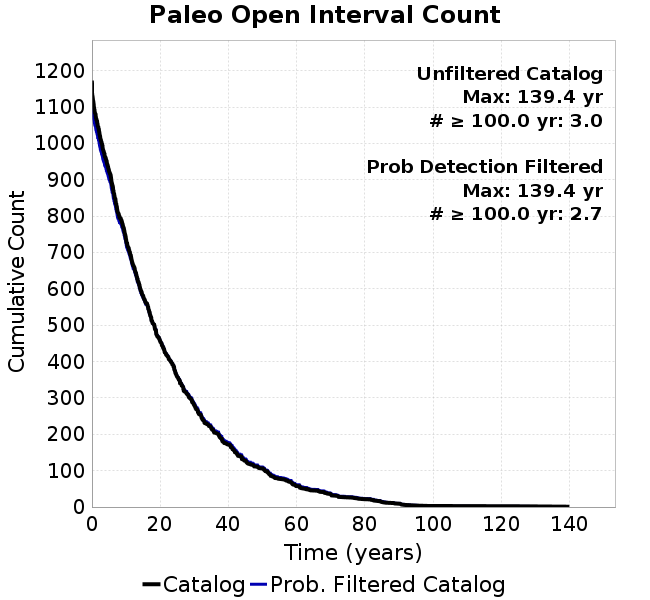 Paleo Open Interval Count
Unfiltered Catalog
Max: 139.4 yr
# ≥ 100.0 yr: 3.0
Prob Detection Filtered
Max: 139.4 yr
# ≥ 100.0 yr: 2.7
Cumulative Count
1200
1100
1000
900
800
700
600
500
400
300
200
100
0
0 20 40 60 80 100 120 140
Time (years)
Catalog Prob. Filtered Catalog